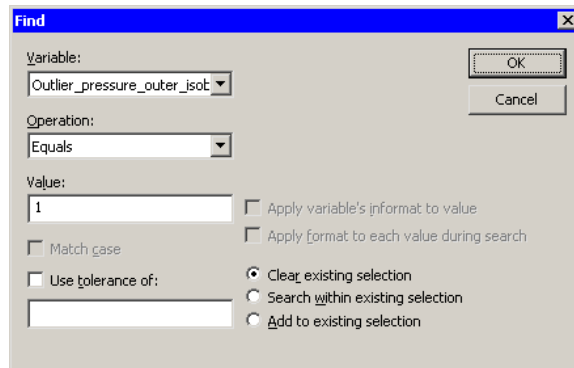 Find
Variable:
Outlier_pressure_outer_isob
OK
Cancel
Operation:
Equals
Value:
1
Apply variable's informat to value
Apply format to each value during search
Match case
Use tolerance of:
Clear existing selection
Search within existing selection
Add to existing selection